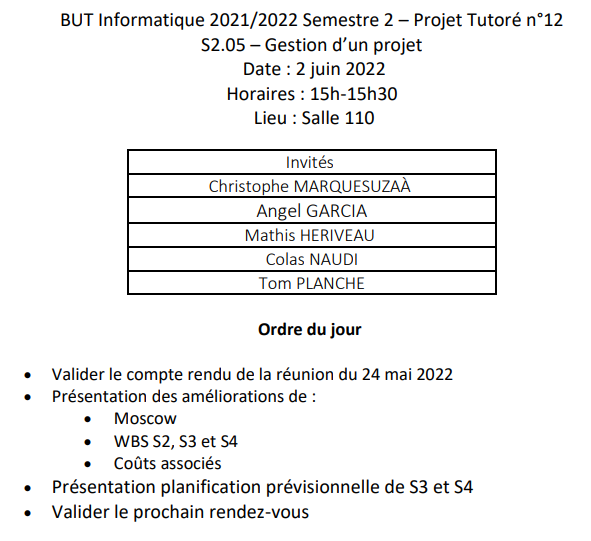 BUT Informatique 2021/2022 Semestre 2 – Projet Tutoré n°12
S2.05 – Gestion d'un projet
Date : 2 juin 2022
Horaires : 15h-15h30
Lieu : Salle 110
Invités
Christophe MARQUESUZAÀ
Angel GARCIA
Mathis HERIVEAU
Colas NAUDI
Tom PLANCHE
Ordre du jour
• Valider le compte rendu de la réunion du 24 mai 2022
• Présentation des améliorations de :
• Moscow
• WBS S2, S3 et S4
• Coûts associés
• Présentation planification prévisionnelle de S3 et S4
• Valider le prochain rendez-vous